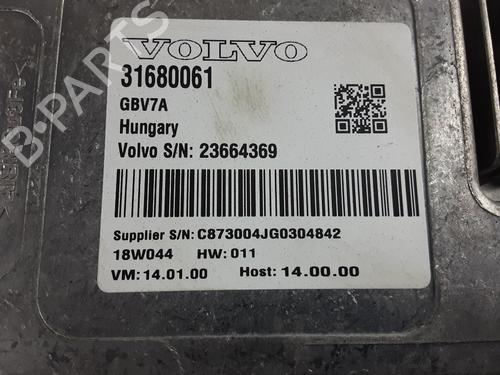 VOLVO
31680061
GBV7A
Hungary
Volvo S/N: 23664369
Supplier S/N: C873004JG0304842
18W044 HW: 011
VM: 14.01.00 Host: 14.00.00
B-PARTS